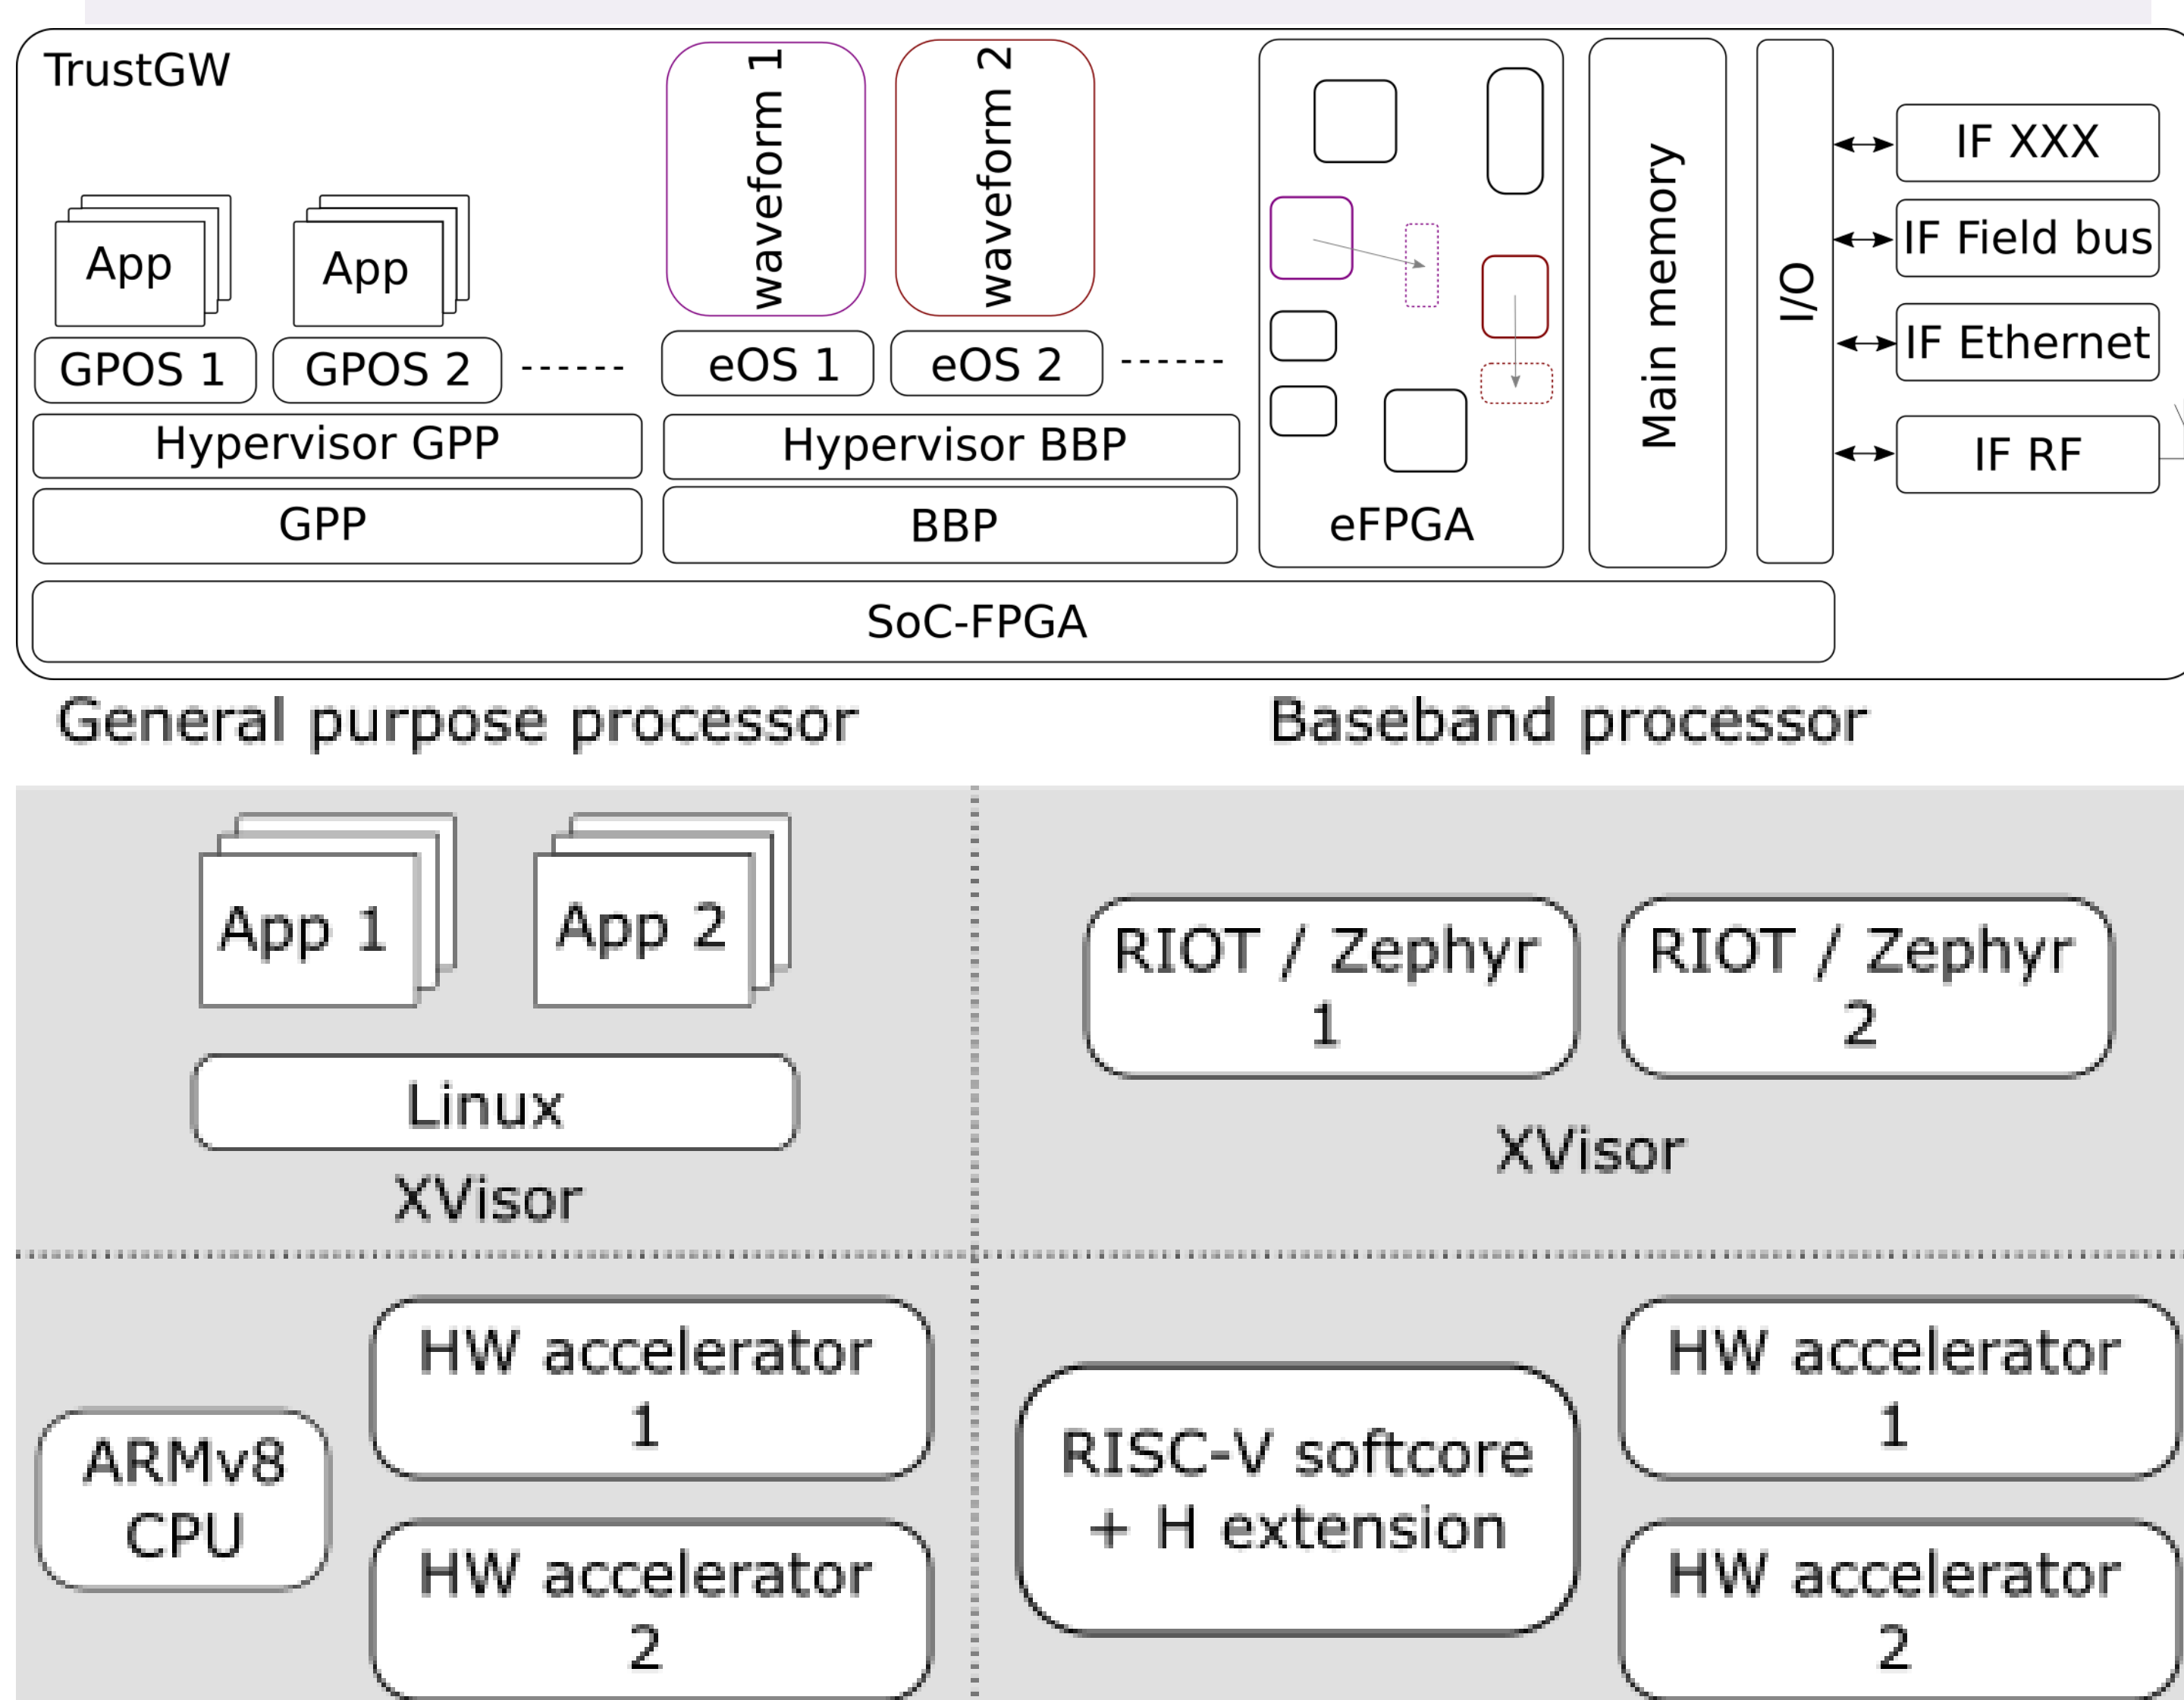 TrustGW
waveform 1
waveform 2
App
App
GPOS 1
GPOS 2
eOS 1
eOS 2
Hypervisor GPP
Hypervisor BBP
GPP
BBP
eFPGA
Main memory
I/O
IF XXX
IF Field bus
IF Ethernet
IF RF
SoC-FPGA
General purpose processor
Baseband processor
App 1
App 2
Linux
XVisor
RIOT / Zephyr
1
RIOT / Zephyr
2
XVisor
ARMv8
CPU
HW accelerator
1
HW accelerator
2
RISC-V softcore
+ H extension
HW accelerator
1
HW accelerator
2